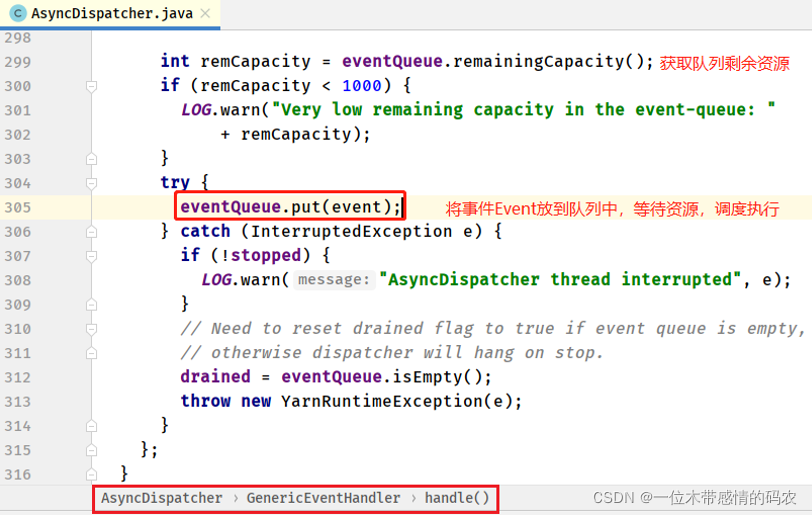 AsyncDispatcher.java
298
299 int remCapacity = eventQueue.remainingCapacity(); 获取队列剩余资源
300 if (remCapacity < 1000) {
301 LOG.warn("Very low remaining capacity in the event-queue: "
302 + remCapacity);
303 }
304 try {
305 eventQueue.put(event); 将事件Event放到队列中，等待资源，调度执行
306 } catch (InterruptedException e) {
307 if (!stopped) {
308 LOG.warn( message: "AsyncDispatcher thread interrupted", e);
309 }
310 // Need to reset drained flag to true if event queue is empty,
311 // otherwise dispatcher will hang on stop.
312 drained = eventQueue.isEmpty();
313 throw new YarnRuntimeException(e);
314 }
315 };
316 }
AsyncDispatcher › GenericEventHandler › handle()
CSDN @一位木带感情的码农